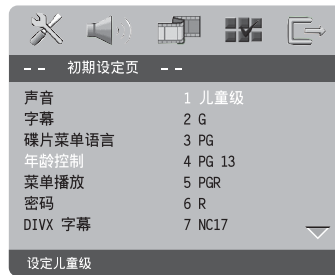 -- 初期设定页 --
声音 1 儿童级
字幕 2 G
碟片菜单语言 3 PG
年龄控制 4 PG 13
菜单播放 5 PGR
密码 6 R
DIVX 字幕 7 NC17
设定儿童级